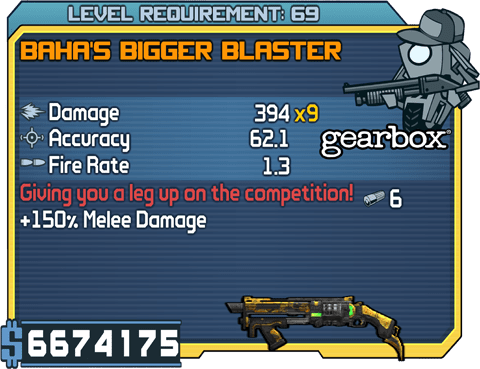 LEVEL REQUIREMENT: 69
BAHA'S BIGGER BLASTER
Damage 394 x9
Accuracy 62.1
gearbox
Fire Rate 1.3
Giving you a leg up on the competition! 6
+150% Melee Damage
$6674175